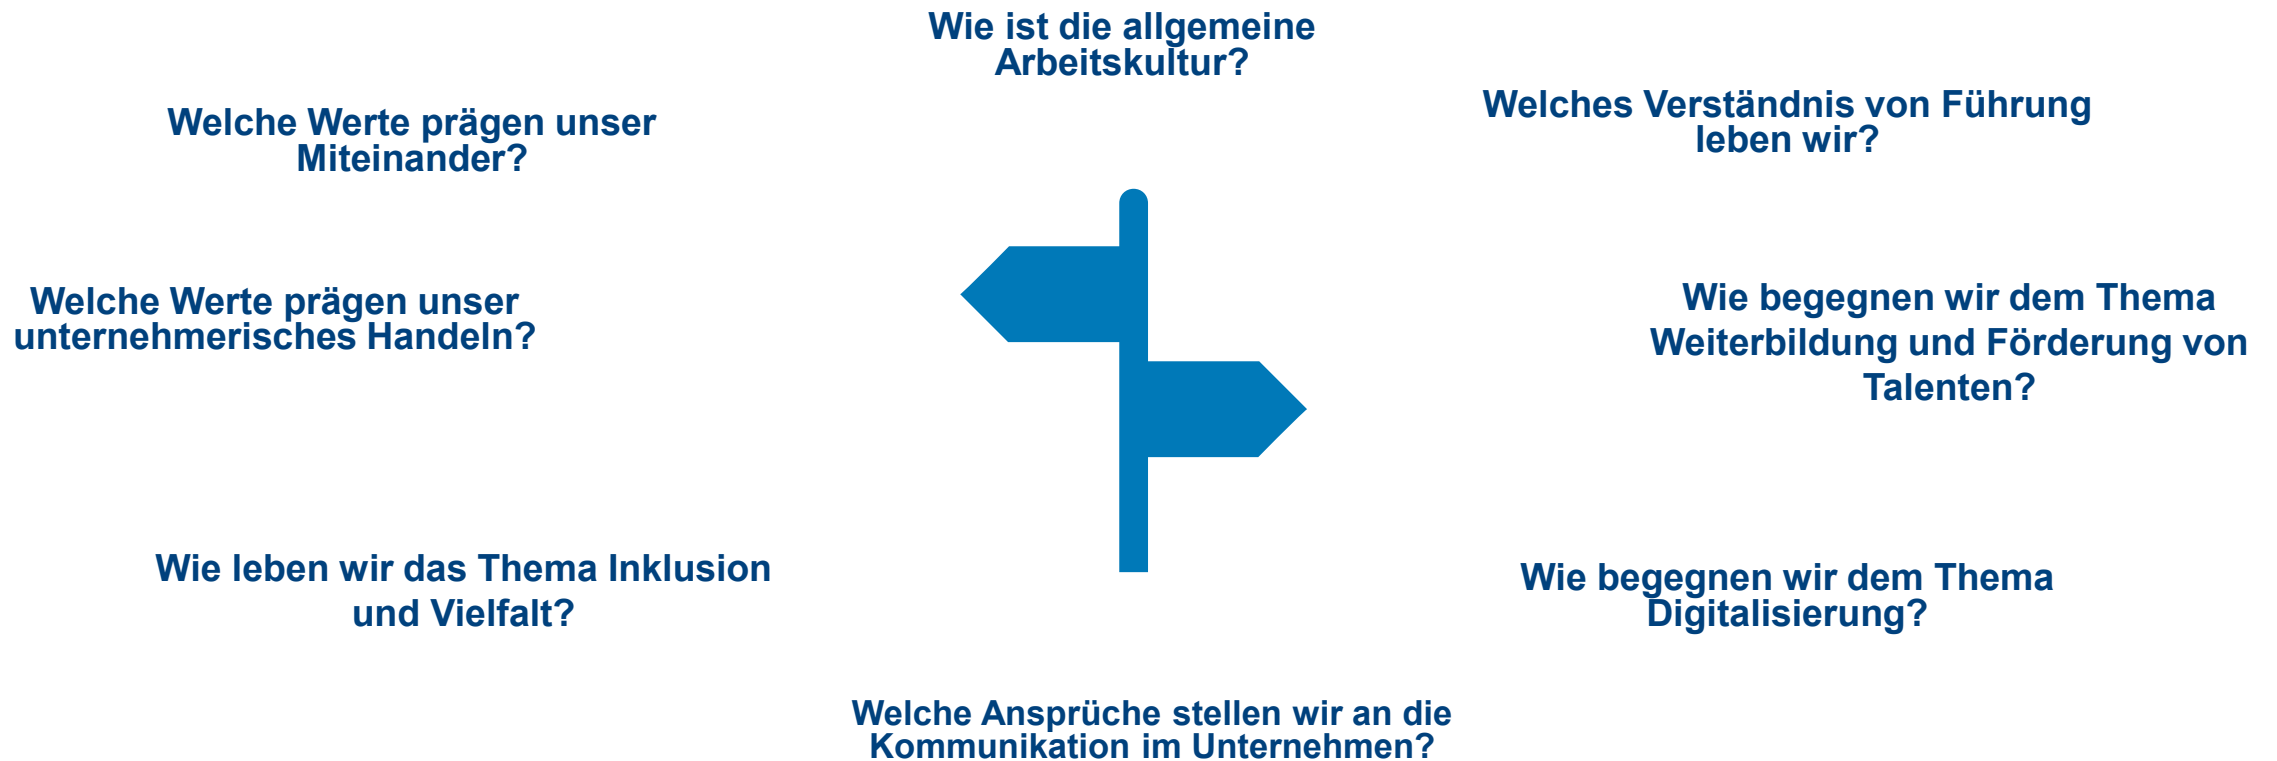 Wie ist die allgemeine
Arbeitskultur?
Welche Werte prägen unser
Miteinander?
Welches Verständnis von Führung
leben wir?
Welche Werte prägen unser
unternehmerisches Handeln?
Wie begegnen wir dem Thema
Weiterbildung und Förderung von
Talenten?
Wie leben wir das Thema Inklusion
und Vielfalt?
Wie begegnen wir dem Thema
Digitalisierung?
Welche Ansprüche stellen wir an die
Kommunikation im Unternehmen?